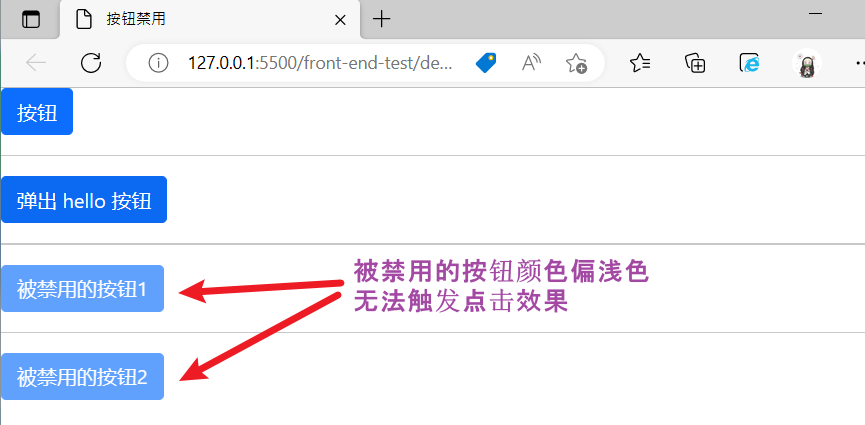 按钮禁用
127.0.0.1:5500/front-end-test/de...
按钮
弹出 hello 按钮
被禁用的按钮1
被禁用的按钮颜色偏浅色
无法触发点击效果
被禁用的按钮2